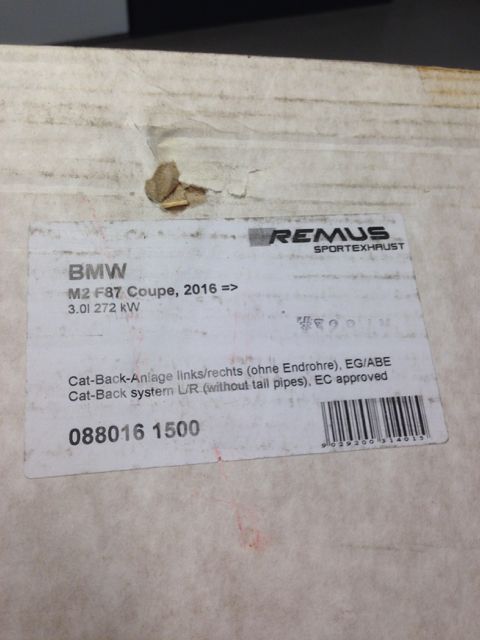 REMUS
SPORTEXHAUST
BMW
M2 F87 Coupe, 2016 =>
3.0l 272 kW
Cat-Back-Anlage links/rechts (ohne Endrohre), EG/ABE
Cat-Back system L/R (without tail pipes), EC approved
088016 1500